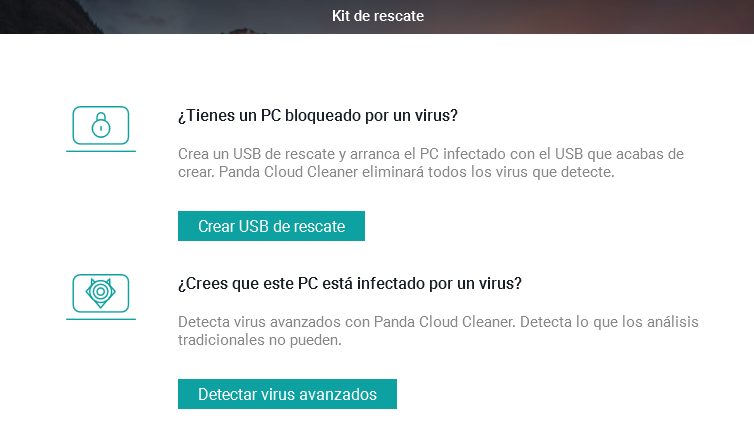 Kit de rescate
¿Tienes un PC bloqueado por un virus?
Crea un USB de rescate y arranca el PC infectado con el USB que acabas de
crear. Panda Cloud Cleaner eliminará todos los virus que detecte.
Crear USB de rescate
¿Crees que este PC está infectado por un virus?
Detecta virus avanzados con Panda Cloud Cleaner. Detecta lo que los análisis
tradicionales no pueden.
Detectar virus avanzados